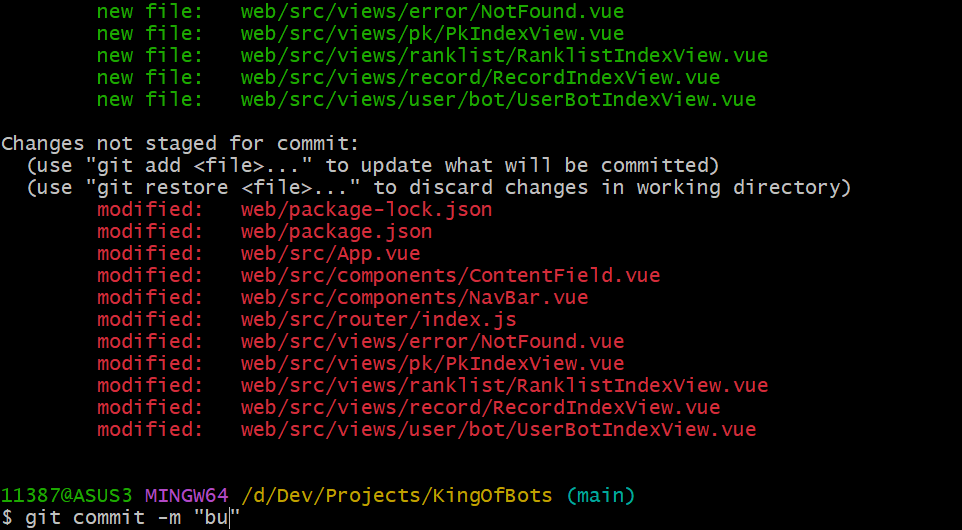 new file:   web/src/views/error/NotFound.vue
new file:   web/src/views/pk/PkIndexView.vue
new file:   web/src/views/ranklist/RanklistIndexView.vue
new file:   web/src/views/record/RecordIndexView.vue
new file:   web/src/views/user/bot/UserBotIndexView.vue
Changes not staged for commit:
(use "git add <file>..." to update what will be committed)
(use "git restore <file>..." to discard changes in working directory)
modified:   web/package-lock.json
modified:   web/package.json
modified:   web/src/App.vue
modified:   web/src/components/ContentField.vue
modified:   web/src/components/NavBar.vue
modified:   web/src/router/index.js
modified:   web/src/views/error/NotFound.vue
modified:   web/src/views/pk/PkIndexView.vue
modified:   web/src/views/ranklist/RanklistIndexView.vue
modified:   web/src/views/record/RecordIndexView.vue
modified:   web/src/views/user/bot/UserBotIndexView.vue
11387@ASUS3 MINGW64 /d/Dev/Projects/KingOfBots (main)
$ git commit -m "bu"